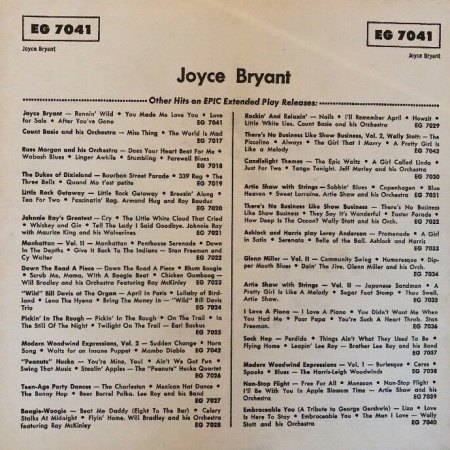 EG 7041
Joyce Bryant
EG 7041
Joyce Bryant
Joyce Bryant
Other Hits on EPIC Extended Play Releases:
Joyce Bryant — Runnin' Wild • You Made Me Love You • Love
For Sale • After You've Gone EG 7041
Count Basie and his Orchestra — Miss Thing • The World is Mad
EG 7017
Russ Morgan and his Orchestra — Does Your Heart Beat For Me •
Wabash Blues • Linger Awhile • Stumbling • Farewell Blues
EG 7018
The Dukes of Dixieland — Bourbon Street Parade • 339 Rag • The
Three Bells • Quand Ma P'est petite EG 7019
Little Rock Getaway — Little Rock Getaway • Breezin' Along •
Tea For Two • Fascinatin' Rag. Armand Hug and Ray Bauduc
EG 7020
Johnnie Ray's Greatest — Cry • The Little White Cloud That Cried
• Whiskey and Gin • Tell The Lady I Said Goodbye. Johnnie Ray
with Maurice King and his Wolverines EG 7021
Manhattan — Vol. II — Manhattan • Penthouse Serenade • Down
In The Depths • Give It Back To The Indians — Stan Freeman and
Cy Walter EG 7022
Down The Road A Piece — Down The Road A Piece • Rhum Boogie
• Scrub Me, Mama, With A Boogie Beat • Chicken Gumboogie —
Will Bradley and his Orchestra Featuring Ray McKinley EG 7023
"Wild" Bill Davis at Birdland — April In Paris • Lullaby of Bird-
land • Lena The Hyena • Bring The Money In — "Wild" Bill Davis
Trio EG 7024
Pickin' In The Rough — Pickin' In The Rough • On The Trail • In
The Still Of The Night • Twilight On The Trail — Earl Backus
EG 7025
Modern Woodwind Expressions, Vol. 2 — Sudden Change • Horn
Song • Waltz for an Insane Poppet • Mambo Diablo EG 7042
"Peanuts" Hucko — You're Mine, You! • Ain't We Got Fun •
Swing That Music • Stealin' Apples — The "Peanuts" Hucko Quartet
EG 7026
Teen-Age Party Dances — The Charleston • Mexican Hat Dance •
The Bunny Hop • Beer Barrel Polka. Lee Roy and his Band
EG 7027
Boogie-Woogie — Beat Me Daddy (Eight To The Bar) • Celery
Stalks At Midnight • Flyin' Home. Will Bradley and his Orchestra
featuring Ray McKinley EG 7028
Rockin' And Relaxin' — Nails • I'll Remember April • Howzit •
Little White Lies. Count Basie and his Orchestra EG 7029
There's No Business Like Show Business, Vol. 2, Wally Stott: — The
Piccolino • Always • The Girl That I Marry • A Pretty Girl Is
Like a Melody EG 7043
Candlelight Themes — The Epic Waltz • A Girl Called Linda •
Just For Two • Tango Tonight. Jeff Morley and his Orchestra
EG 7030
Artie Shaw with Strings — Sobbin' Blues • Copenhagen • Blue
Heaven • Sweet Lorraine. Artie Shaw and his Orchestra EG 7031
There's No Business Like Show Business — There's No Business
Like Show Business • They Say It's Wonderful • Easter Parade •
How Deep Is the Ocean? Wally Stott and his Orch. EG 7032
Ashlock and Harris play Leroy Anderson — Promenade • A Girl
In Satin • Serenata • Belle of the Ball. Ashlock and Harris
EG 7033
Glenn Miller — Vol. II — Community Swing • Humoresque • Dip-
per Mouth Blues • Doin' The Jive. Glenn Miller and his Orch.
EG 7034
Artie Shaw with Strings — Vol. II — Japanese Sandman • A
Pretty Girl Is Like A Melody • Sugar Foot Stomp • Thou Swell.
Artie Shaw. EG 7035
I Love A Piano — I Love A Piano • You Didn't Want Me When
You Had Me • Poor Papa • You're Such A Heart Throb. Stan
Freeman. EG 7036
Sock Hop — Perdido • Things Ain't What They Used To Be •
Flying Home • Leapin' Lee — Brother Lee Roy and his Band
EG 7037
Modern Woodwind Expressions — Vol. 1 — Burlesque • Ceres •
Speaks • Blues — The Harris-Leigh Woodwinds EG 7038
Non-Stop Flight — Free For All • Monsoon • Non-Stop Flight •
I'll Be With You In Apple Blossom Time — Artie Shaw and his
Orchestra EG 7039
Embraceable You (A Tribute to George Gershwin) — Liza • Love
Is Here To Stay • Embraceable You • The Man I Love — Wally
Stott and his Orchestra EG 7040